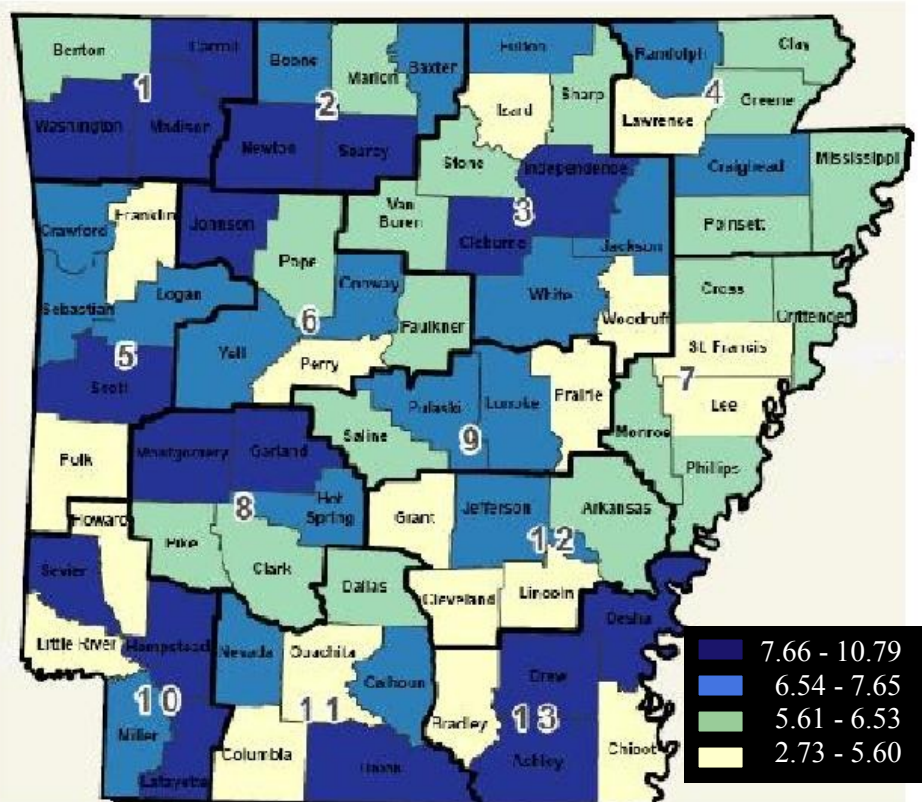 Benton
Carroll
Boone
Marion
Baxter
Fulton
Randolph
Clay
1
2
4
Izard
Sharp
Greene
Lawrence
Washington
Madison
Newton
Searcy
Stone
Independence
Craighead
Mississippi
Crawford
Franklin
Johnson
Van
Buren
3
Cleburne
Jackson
Poinsett
Pope
Conway
Logan
Sebastian
White
Cross
Crittenden
6
Faulkner
Woodruff
5
Yell
Perry
St. Francis
Scott
7
Lee
Pulaski
Lonoke
Prairie
Saline
9
Monroe
Polk
Montgomery
Garland
Phillips
8
Hot
Spring
Grant
Jefferson
Arkansas
Howard
Pike
Clark
12
Sevier
Dallas
Cleveland
Lincoln
Desha
Little River
Hempstead
Nevada
Ouachita
Calhoun
Drew
10
11
13
Miller
Bradley
Columbia
Union
Ashley
Chicot
Lafayette
7.66 - 10.79
6.54 - 7.65
5.61 - 6.53
2.73 - 5.60